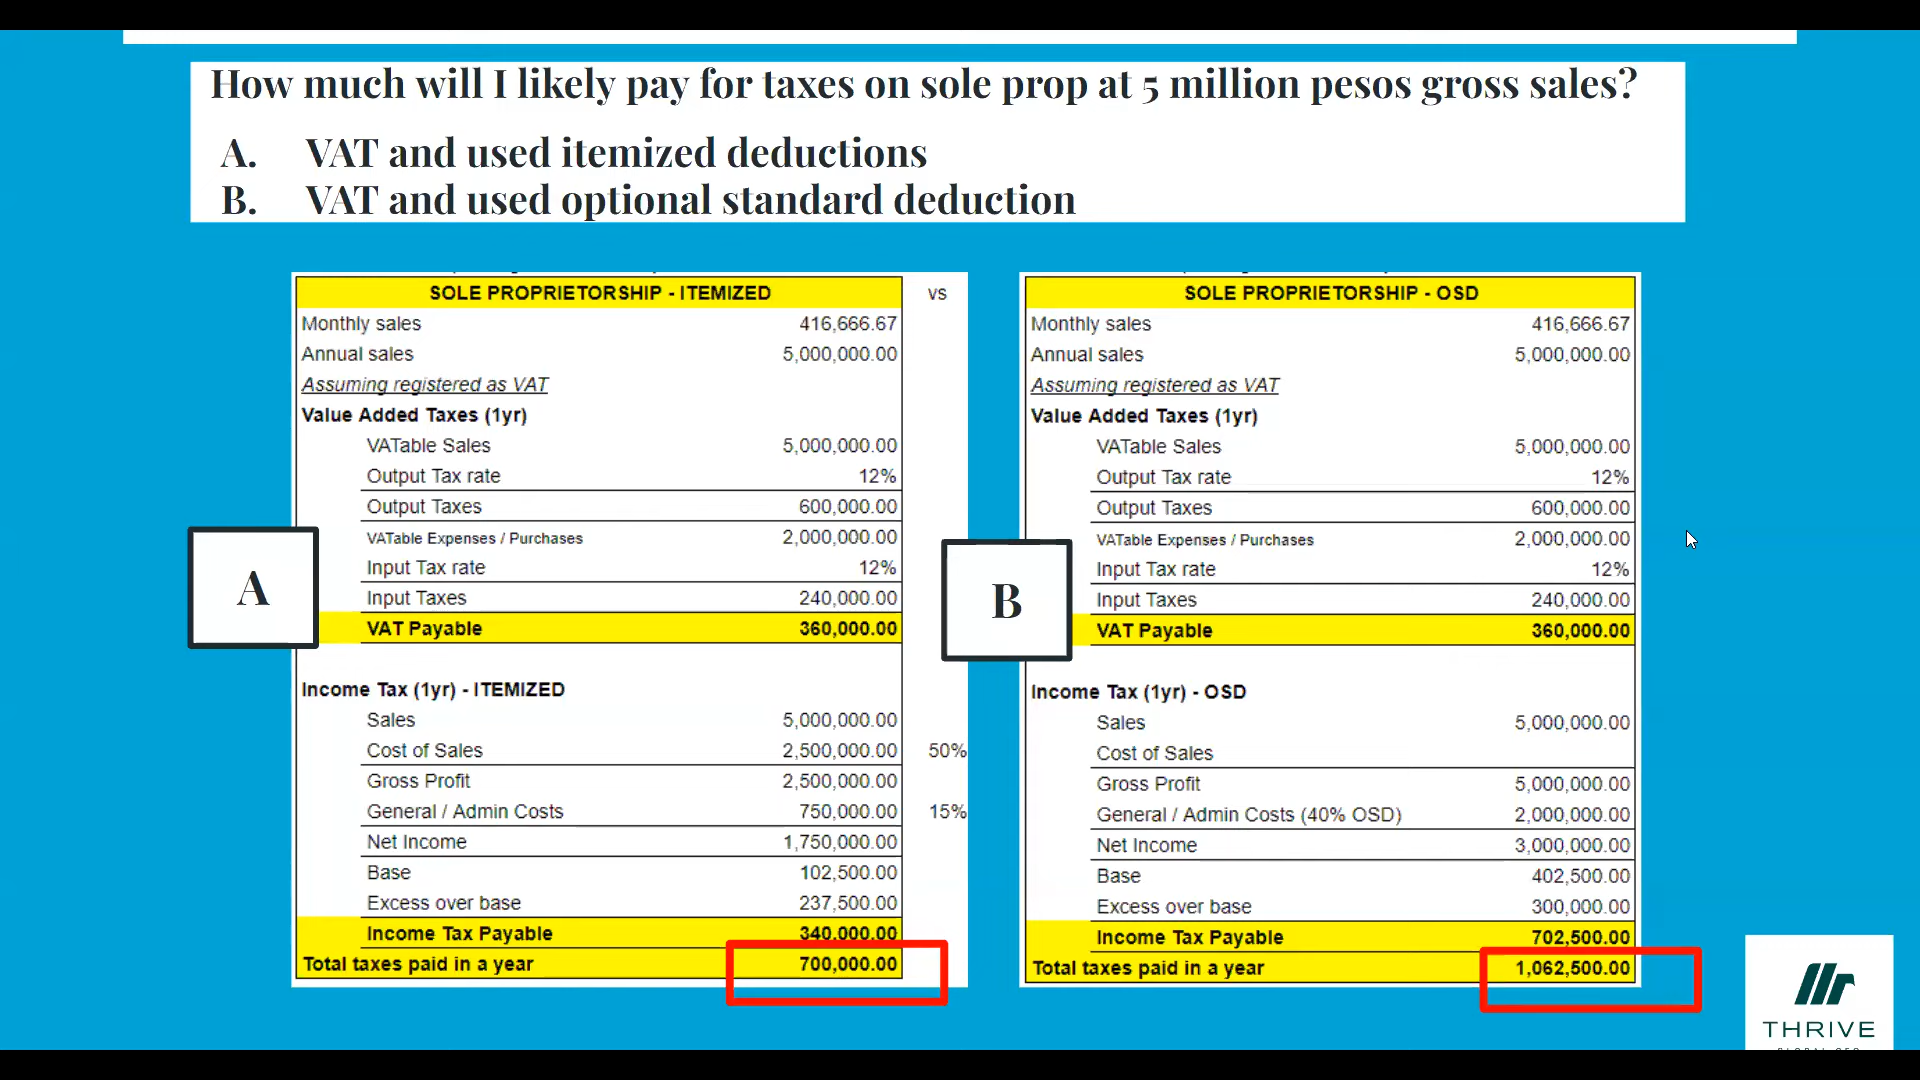 How much will I likely pay for taxes on sole prop at 5 million pesos gross sales?
A. VAT and used itemized deductions
B. VAT and used optional standard deduction
SOLE PROPRIETORSHIP - ITEMIZED
Monthly sales 416,666.67
Annual sales 5,000,000.00
Assuming registered as VAT
Value Added Taxes (1yr)
VATable Sales 5,000,000.00
Output Tax rate 12%
Output Taxes 600,000.00
VATable Expenses / Purchases 2,000,000.00
Input Tax rate 12%
Input Taxes 240,000.00
VAT Payable 360,000.00
Income Tax (1yr) - ITEMIZED
Sales 5,000,000.00
Cost of Sales 2,500,000.00 50%
Gross Profit 2,500,000.00
General / Admin Costs 750,000.00 15%
Net Income 1,750,000.00
Base 102,500.00
Excess over base 237,500.00
Income Tax Payable 340,000.00
Total taxes paid in a year 700,000.00
A
vs
SOLE PROPRIETORSHIP - OSD
Monthly sales 416,666.67
Annual sales 5,000,000.00
Assuming registered as VAT
Value Added Taxes (1yr)
VATable Sales 5,000,000.00
Output Tax rate 12%
Output Taxes 600,000.00
VATable Expenses / Purchases 2,000,000.00
Input Tax rate 12%
Input Taxes 240,000.00
VAT Payable 360,000.00
Income Tax (1yr) - OSD
Sales 5,000,000.00
Cost of Sales
Gross Profit 5,000,000.00
General / Admin Costs (40% OSD) 2,000,000.00
Net Income 3,000,000.00
Base 402,500.00
Excess over base 300,000.00
Income Tax Payable 702,500.00
Total taxes paid in a year 1,062,500.00
B
THRIVE